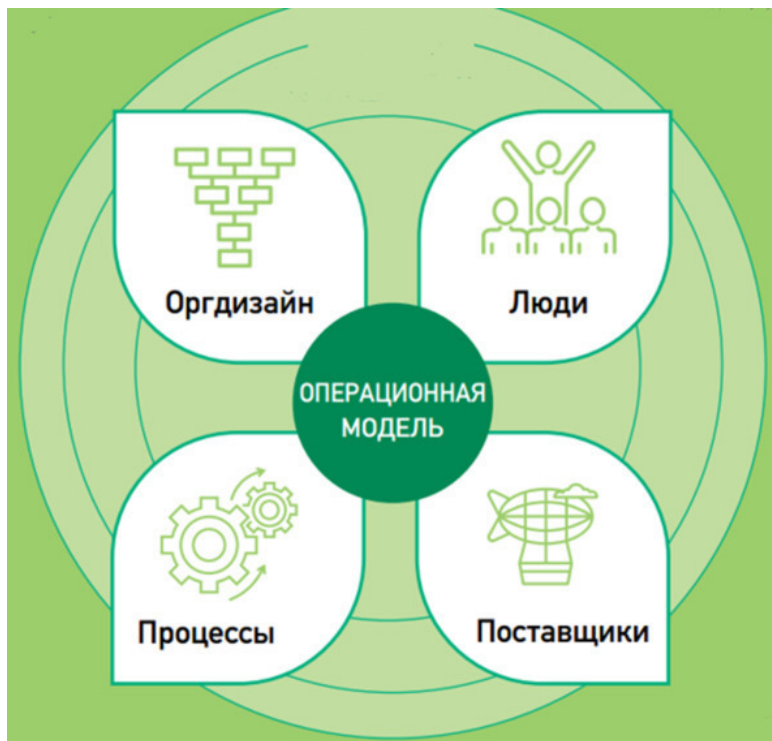 Оргдизайн
Люди
ОПЕРАЦИОННАЯ
МОДЕЛЬ
Процессы
Поставщики